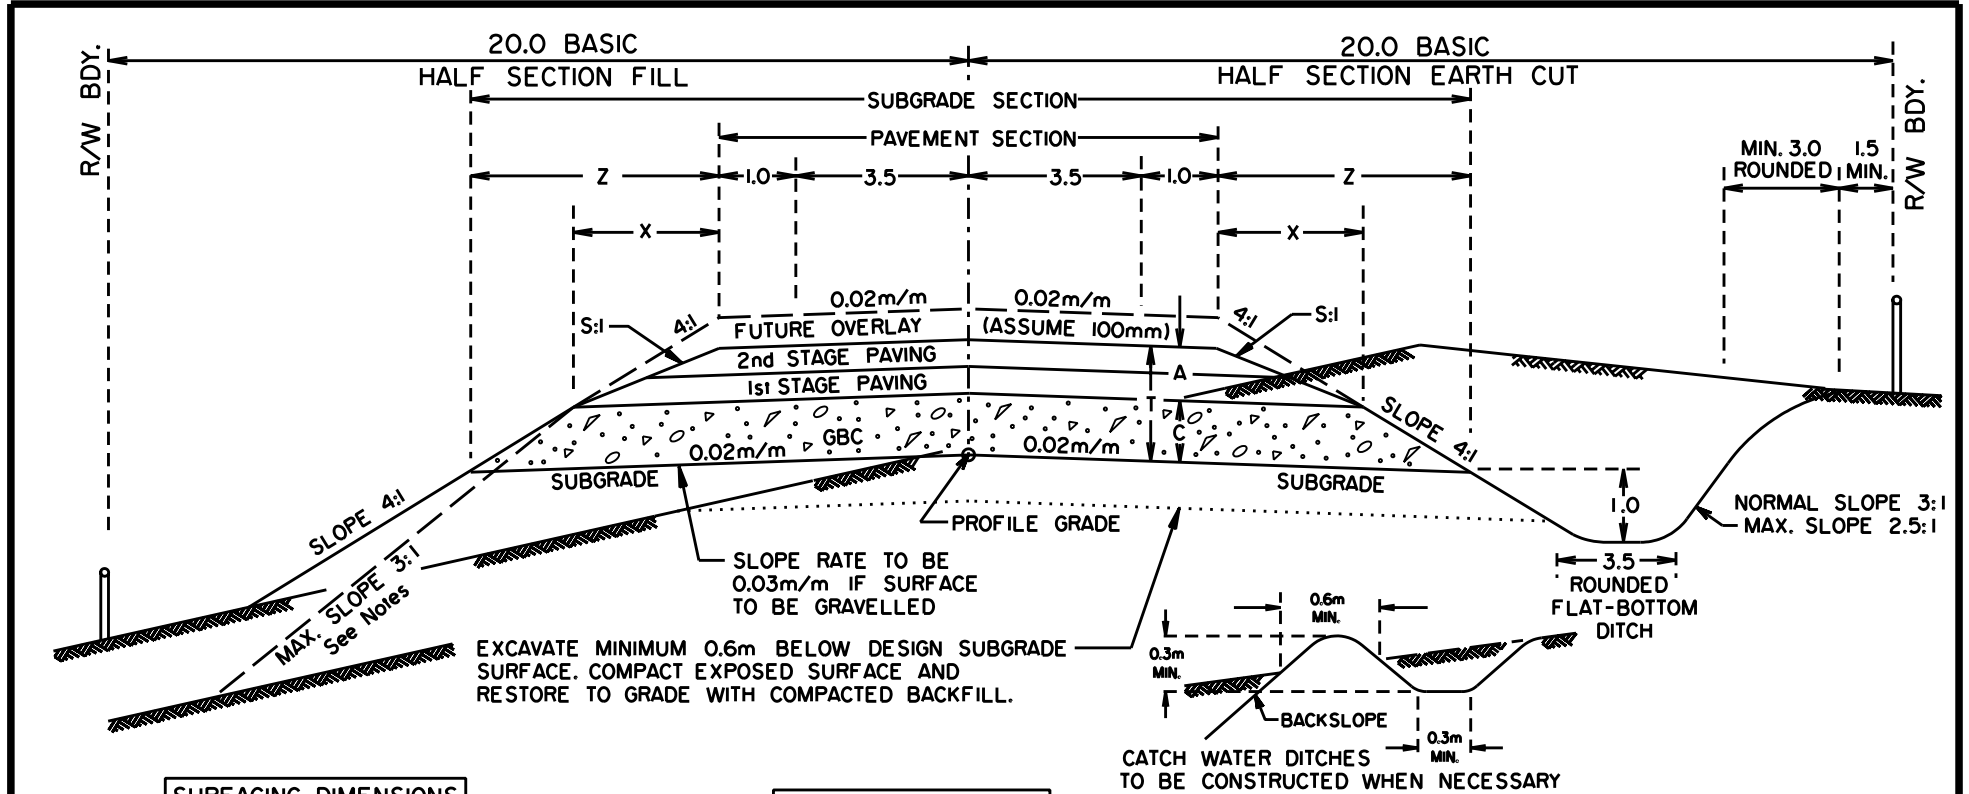 20.0 BASIC
20.0 BASIC
HALF SECTION FILL
HALF SECTION EARTH CUT
R/W BDY.
R/W BDY.
SUBGRADE SECTION
PAVEMENT SECTION
MIN. 3.0
ROUNDED
1.5
MIN.
Z
1.0
3.5
3.5
1.0
Z
X
X
0.02m/m
0.02m/m
S:1
4:1
4:1
S:1
FUTURE OVERLAY
(ASSUME 100mm)
2nd STAGE PAVING
A
1st STAGE PAVING
T
C
SLOPE 4:1
GBC
0.02m/m
0.02m/m
SUBGRADE
SUBGRADE
SLOPE 4:1
1.0
NORMAL SLOPE 3:1
MAX. SLOPE 2.5:1
PROFILE GRADE
SLOPE RATE TO BE
0.03m/m IF SURFACE
TO BE GRAVELLED
MAX. SLOPE 3:1
See Notes
3.5
ROUNDED
FLAT-BOTTOM
DITCH
EXCAVATE MINIMUM 0.6m BELOW DESIGN SUBGRADE
SURFACE. COMPACT EXPOSED SURFACE AND
RESTORE TO GRADE WITH COMPACTED BACKFILL.
0.6m
MIN.
0.3m
MIN.
BACKSLOPE
0.3m
MIN.
CATCH WATER DITCHES
TO BE CONSTRUCTED WHEN NECESSARY
SURFACING DIMENSIONS